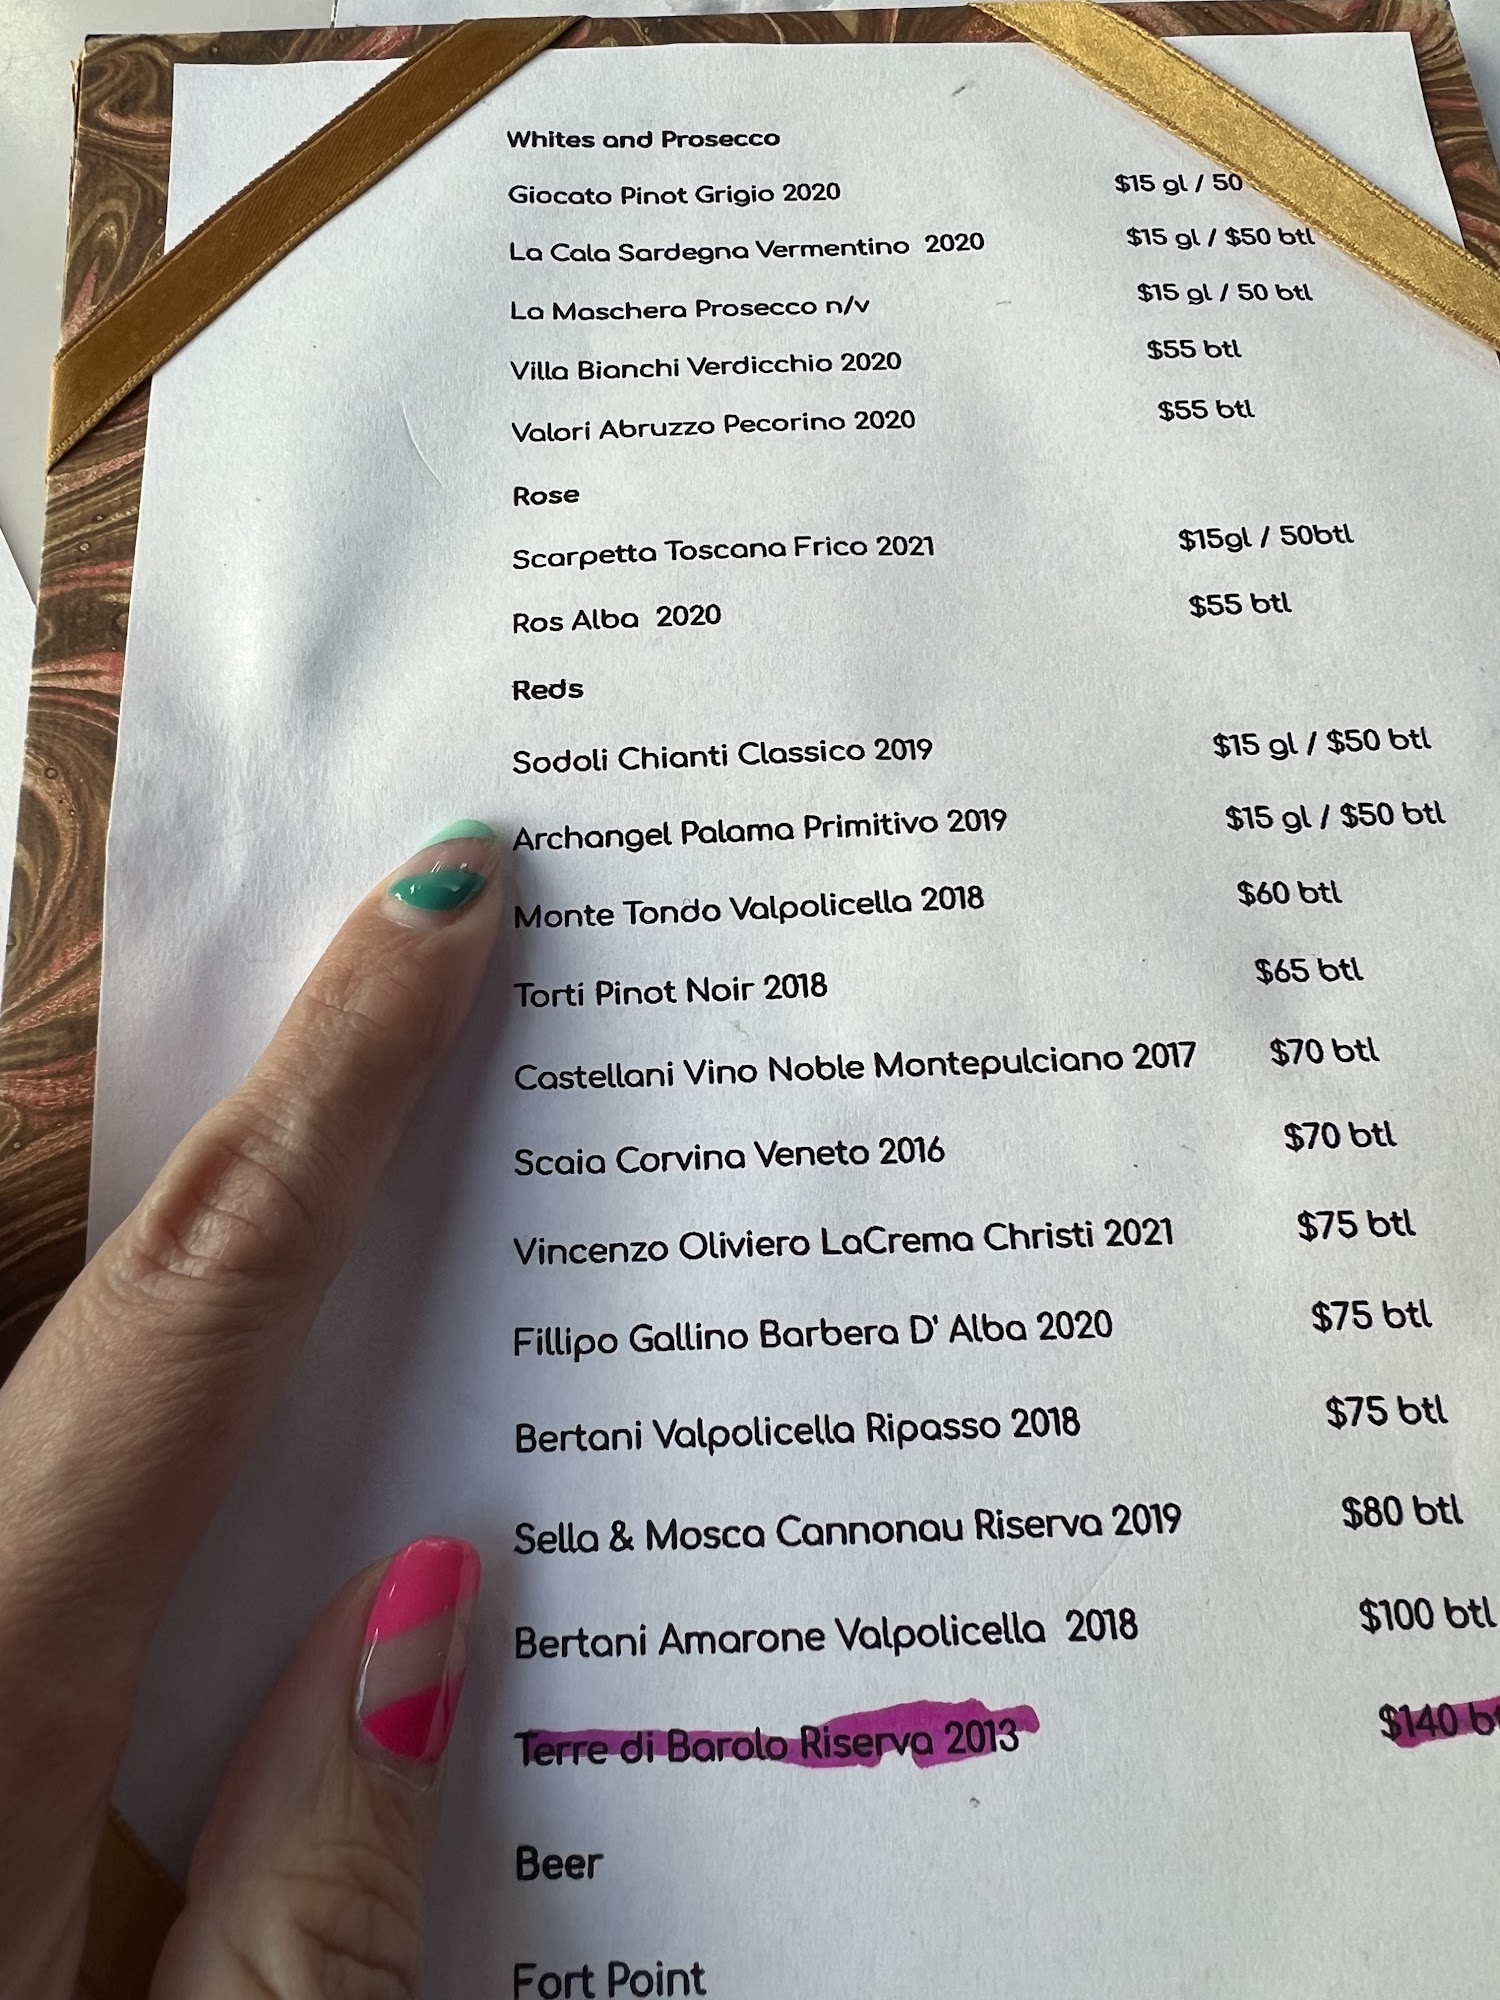 Whites and Prosecco
Giocato Pinot Grigio 2020 $15 gl / 50
La Cala Sardegna Vermentino 2020 $15 gl / $50 btl
La Maschera Prosecco n/v $15 gl / 50 btl
Villa Bianchi Verdicchio 2020 $55 btl
Valori Abruzzo Pecorino 2020 $55 btl
Rose
Scarpetta Toscana Frico 2021 $15gl / 50btl
Ros Alba 2020 $55 btl
Reds
Sodoli Chianti Classico 2019 $15 gl / $50 btl
Archangel Palama Primitivo 2019 $15 gl / $50 btl
Monte Tondo Valpolicella 2018 $60 btl
Torti Pinot Noir 2018 $65 btl
Castellani Vino Noble Montepulciano 2017 $70 btl
Scaia Corvina Veneto 2016 $70 btl
Vincenzo Oliviero LaCrema Christi 2021 $75 btl
Fillipo Gallino Barbera D' Alba 2020 $75 btl
Bertani Valpolicella Ripasso 2018 $75 btl
Sella & Mosca Cannonau Riserva 2019 $80 btl
Bertani Amarone Valpolicella 2018 $100 btl
Terre di Barolo Riserva 2013 $140
Beer
Fort Point